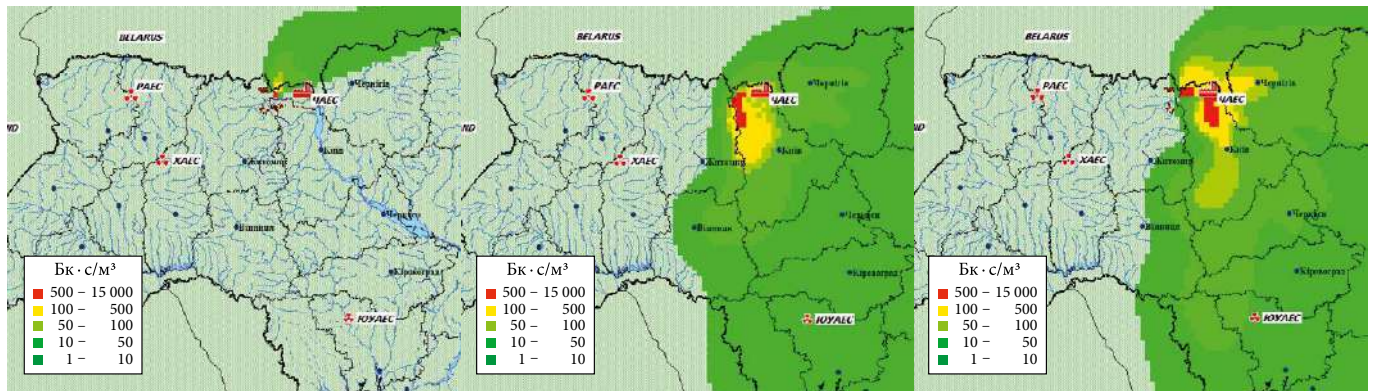 BELARUS
РАЕС
ЧАЕС
Чернігів
ХАЕС
Житомир
Київ
Вінниця
Черкаси
Кіровоград
ЮУАЕС
Бк · с/м³
500 – 15 000
100 – 500
50 – 100
10 – 50
1 – 10
BELARUS
РАЕС
ЧАЕС
Чернігів
ND
ХАЕС
Житомир
Київ
Вінниця
Черкаси
Кіровоград
ЮУАЕС
Бк · с/м³
500 – 15 000
100 – 500
50 – 100
10 – 50
1 – 10
BELARUS
РАЕС
ЧАЕС
Чернігів
ND
ХАЕС
Житомир
Київ
Вінниця
Черкаси
Кіровоград
ЮУАЕС
Бк · с/м³
500 – 15 000
100 – 500
50 – 100
10 – 50
1 – 10